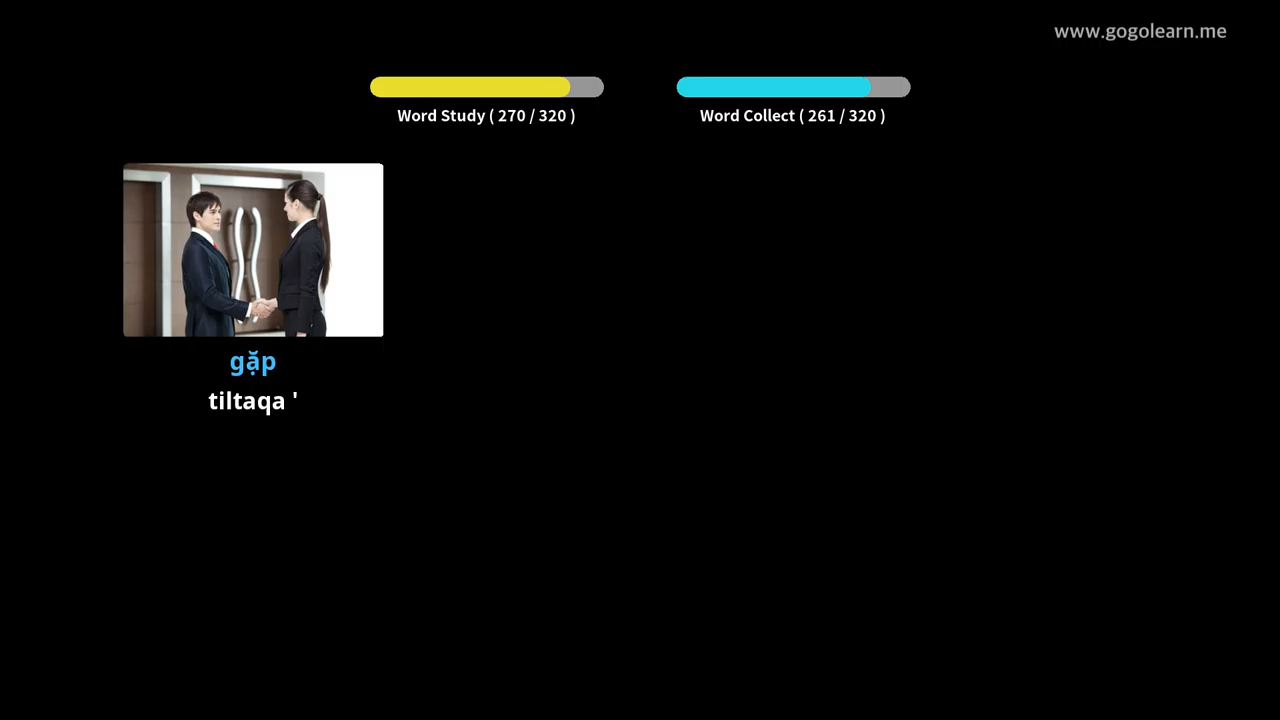 www.gogolearn.me
Word Study ( 270 / 320 )
Word Collect ( 261 / 320 )
gặp
tiltaqa '